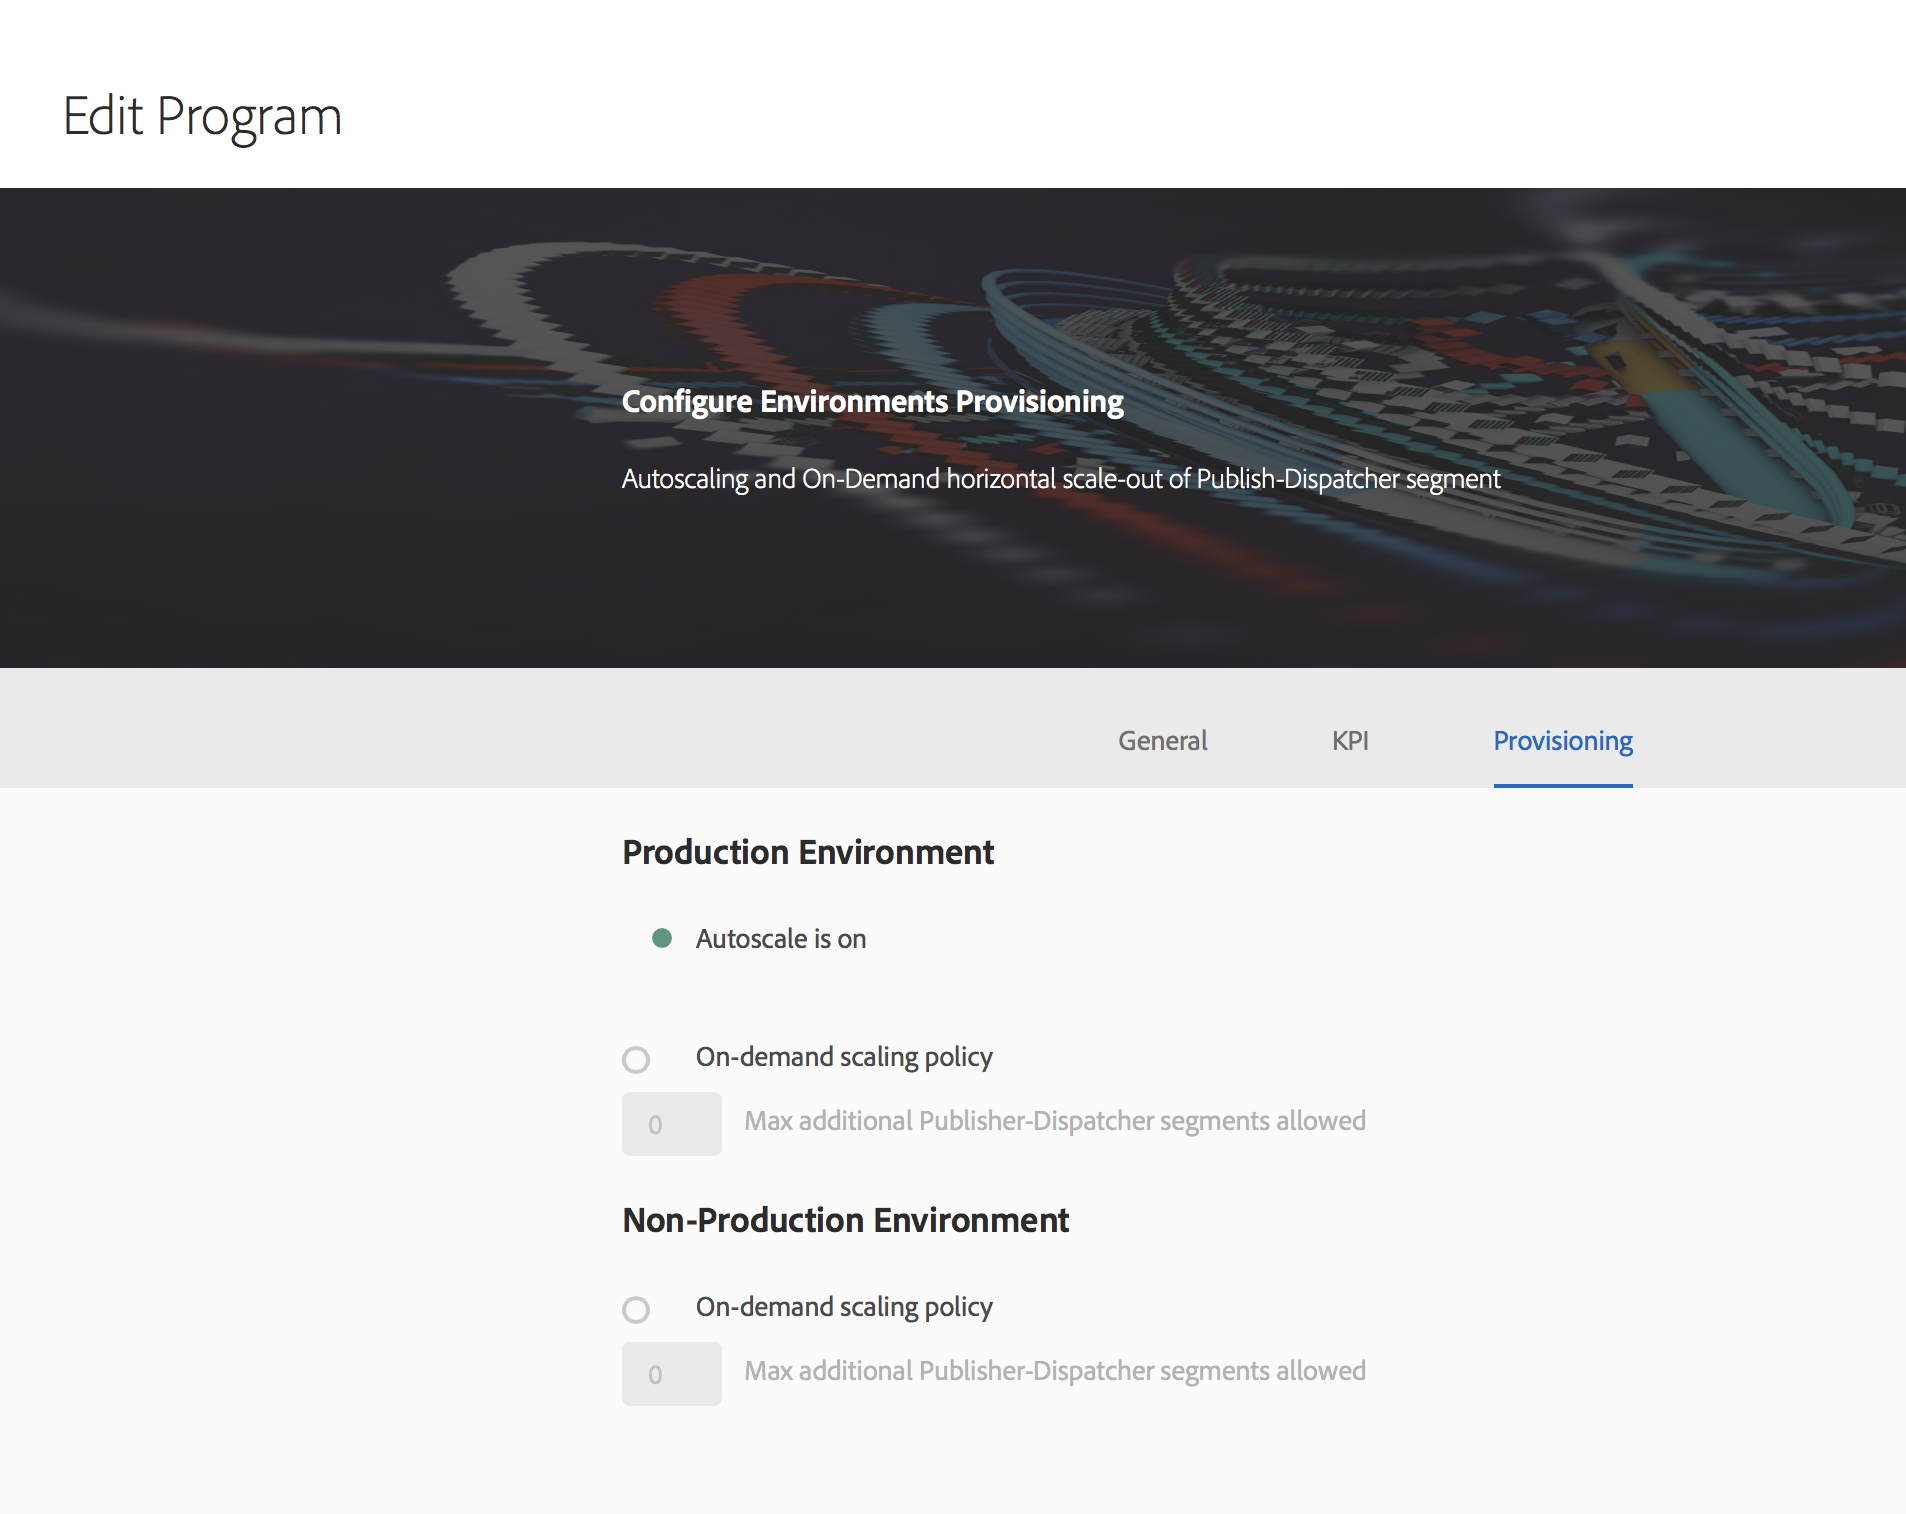 Edit Program
Configure Environments Provisioning
Autoscaling and On-Demand horizontal scale-out of Publish-Dispatcher segment
General KPI Provisioning
Production Environment
Autoscale is on
On-demand scaling policy
0 Max additional Publisher-Dispatcher segments allowed
Non-Production Environment
On-demand scaling policy
0 Max additional Publisher-Dispatcher segments allowed